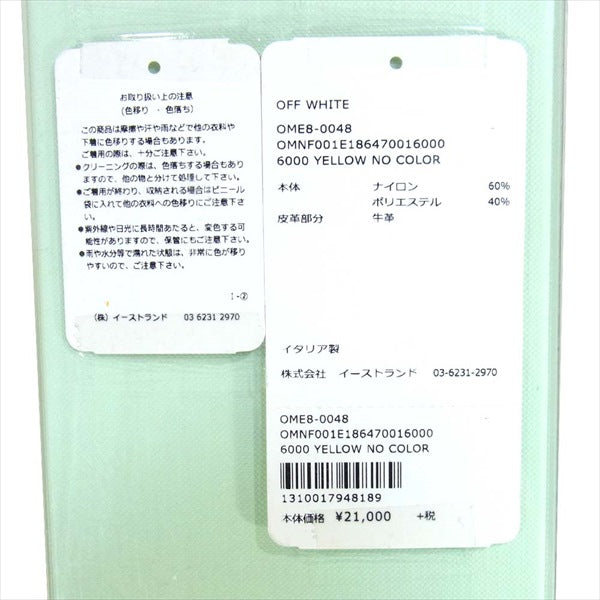 お取り扱い上の注意
(色移り ・ 色落ち)
この商品は摩擦や汗や雨などで他の衣料や
下着に色移りする場合もあります。
ご着用の際は、十分ご注意下さい。
●クリーニングの際は、色落ちする場合もあり
ますので、他の物と分けて処理して下さい。
●ご着用が終わり、収納される場合はビニール
袋に入れて他の衣料への色移りにご注意下さい
●紫外線や日光に長時間あたると、変色する可
能性がありますので、保管にもご注意下さい。
●雨や水分等で濡れた状態は、非常に色が移り
やすいので、ご注意下さい。
1-②
(株) イーストランド 03 6231 2970
OFF WHITE
OME8-0048
OMNF001E186470016000
6000 YELLOW NO COLOR
本体 ナイロン 60%
ポリエステル 40%
皮革部分 牛革
イタリア製
株式会社 イーストランド 03-6231-2970
OME8-0048
OMNF001E186470016000
6000 YELLOW NO COLOR
1310017948189
本体価格 ¥21,000 +税